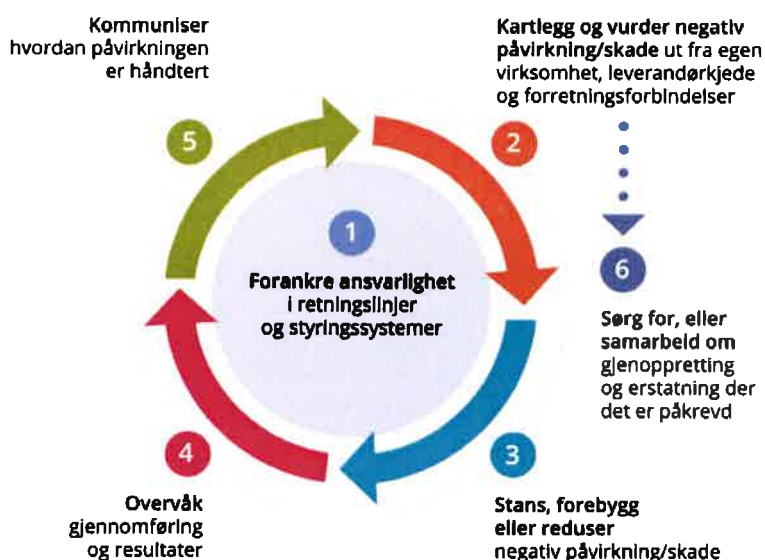 Kommuniser
hvordan påvirkningen
er håndtert
5
Kartlegg og vurder negativ
påvirkning/skade ut fra egen
virksomhet, leverandørkjede
og forretningsforbindelser
2
1
Forankre ansvarlighet
i retningslinjer
og styringssystemer
6
Sørg for, eller
samarbeid om
gjenoppretting
og erstatning der
det er påkrevd
4
Overvåk
gjennomføring
og resultater
3
Stans, forebygg
eller reduser
negativ påvirkning/skade